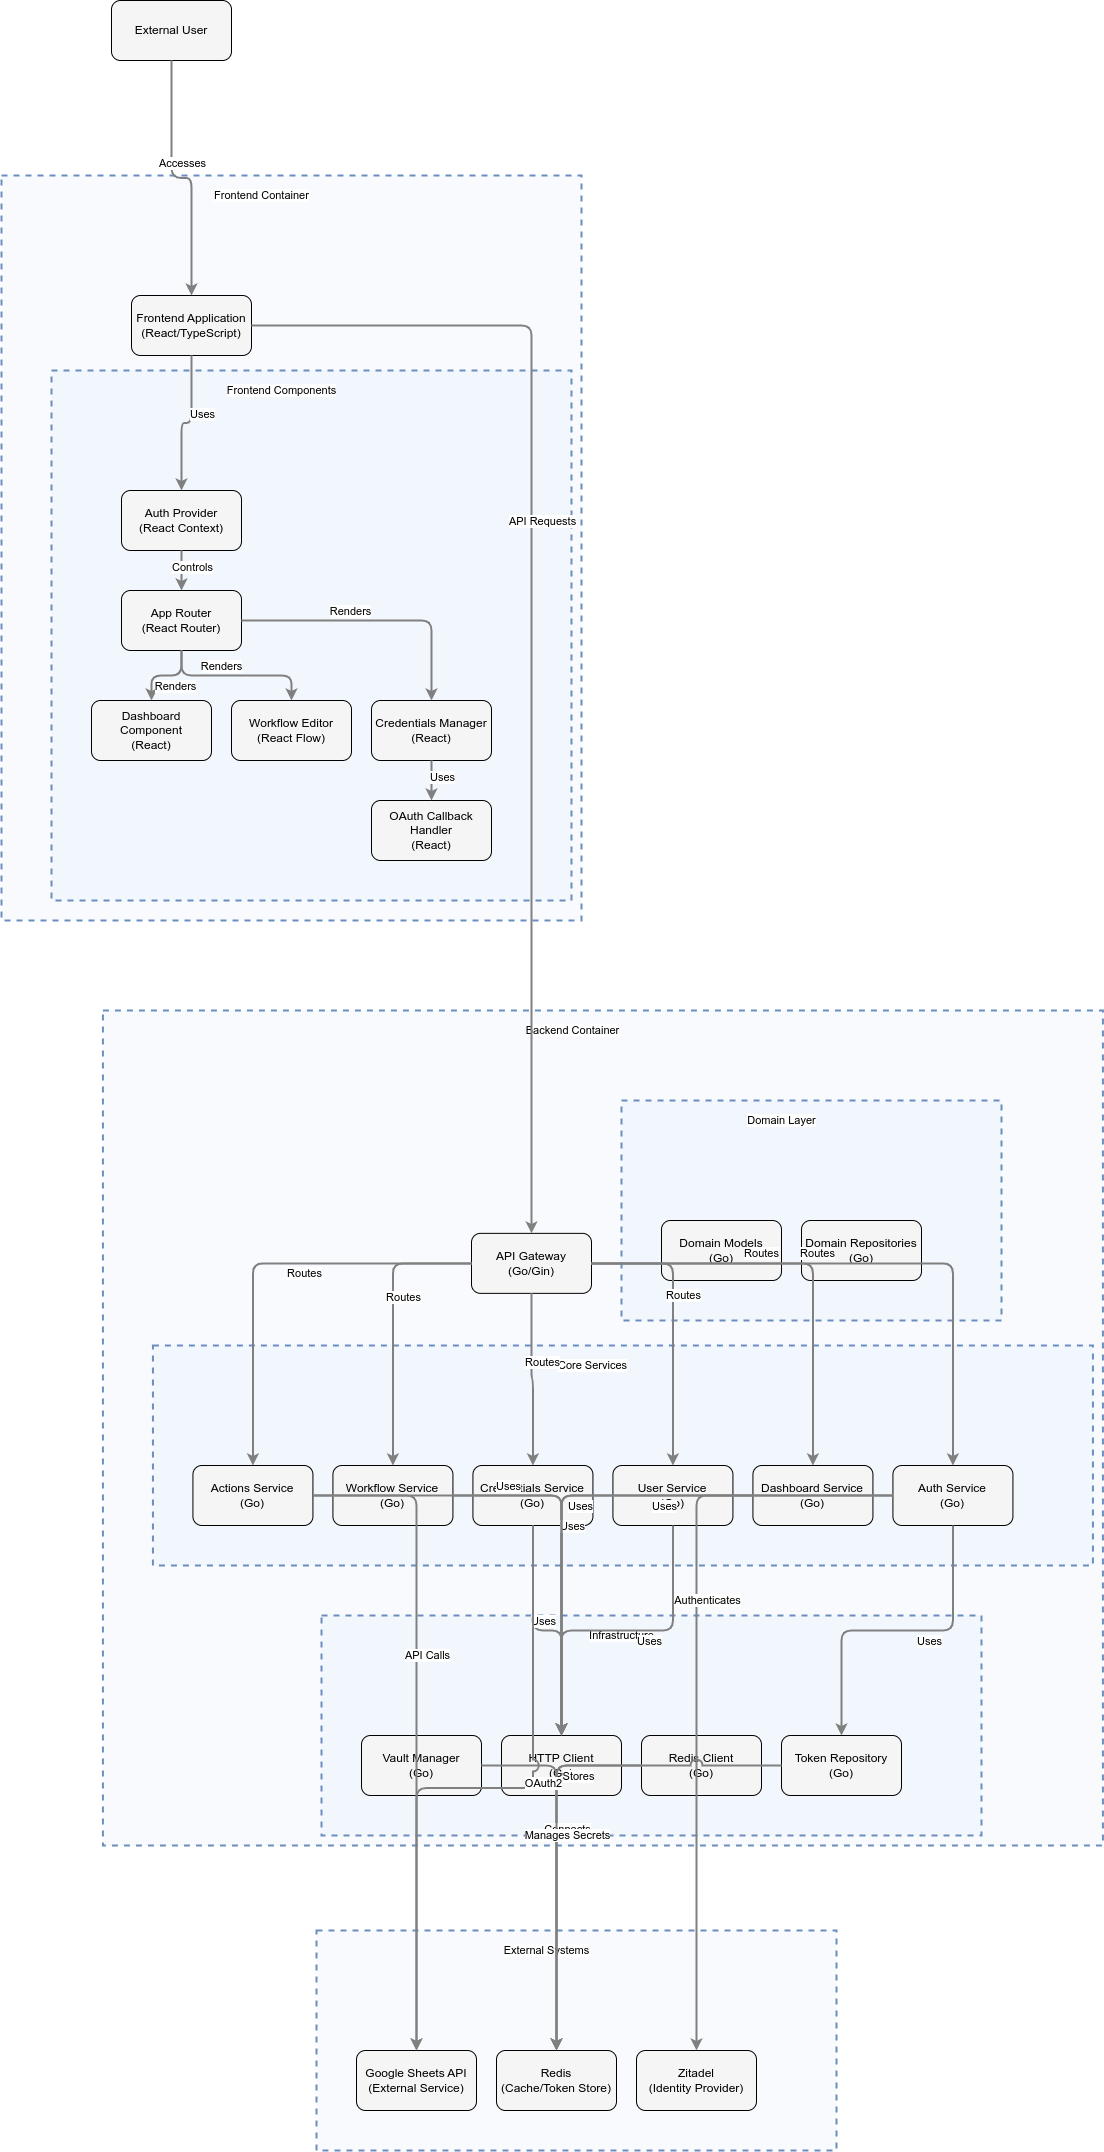 External User
Accesses
Frontend Container
Frontend Application
(React/TypeScript)
Frontend Components
Uses
Auth Provider
(React Context)
API Requests
Controls
App Router
(React Router)
Renders
Renders
Renders
Dashboard
Component
(React)
Workflow Editor
(React Flow)
Credentials Manager
(React)
Uses
OAuth Callback
Handler
(React)
Backend Container
Domain Layer
API Gateway
(Go/Gin)
Domain Models
(Go)
Domain Repositories
(Go)
Routes
Routes
Routes
Routes
Routes
Routes
Core Services
Actions Service
(Go)
Workflow Service
(Go)
Service
(Go)
User Service
Dashboard Service
(Go)
Auth Service
(Go)
Uses
Uses
Uses
Uses
Authenticates
Uses
Infrastructure
Uses
Uses
API Calls
Vault Manager
(Go)
HTTP Client
Redis Client
(Go)
Token Repository
(Go)
Stores
OAuth2
Manages Secrets
External Systems
Google Sheets API
(External Service)
Redis
(Cache/Token Store)
Zitadel
(Identity Provider)